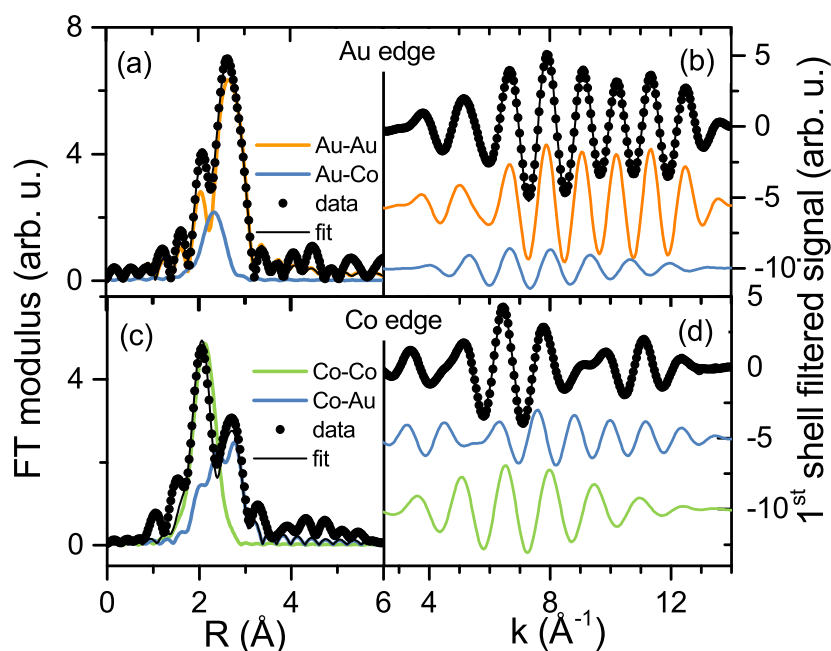 Au edge
(a)
(b)
8
4
0
Au-Au
Au-Co
data
fit
5
0
-5
-10
Co edge
(c)
(d)
4
0
Co-Co
Co-Au
data
fit
5
0
-5
-10
0 2 4 6
4 8 12
R (Å)
k (Å⁻¹)
FT modulus (arb. u.)
1st shell filtered signal (arb. u.)